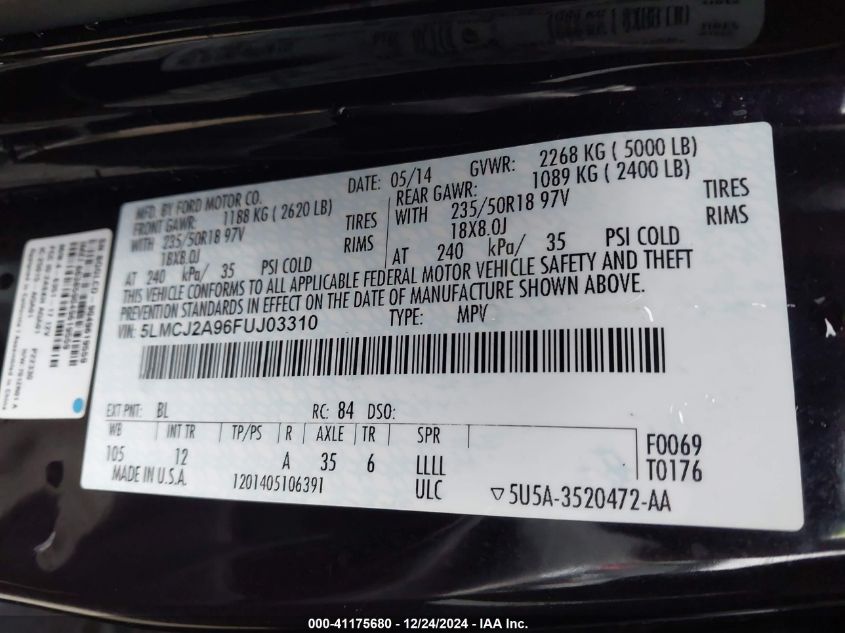 MFD. BY FORD MOTOR CO.
DATE: 05/14 GVWR: 2268 KG ( 5000 LB)
FRONT GAWR: 1188 KG ( 2620 LB)
REAR GAWR: 1089 KG ( 2400 LB)
WITH 235/50R18 97V TIRES
WITH 235/50R18 97V TIRES
18X8.0J RIMS
18X8.0J RIMS
AT 240 kPa/ 35 PSI COLD
AT 240 kPa/ 35 PSI COLD
THIS VEHICLE CONFORMS TO ALL APPLICABLE FEDERAL MOTOR VEHICLE SAFETY AND THEFT
PREVENTION STANDARDS IN EFFECT ON THE DATE OF MANUFACTURE SHOWN ABOVE.
VIN: 5LMCJ2A96FUJ03310 TYPE: MPV
EXT PNT: BL RC: 84 DSO:
WB INT TR TP/PS R AXLE TR SPR
105 12 A 35 6 LLLL
F0069
T0176
MADE IN U.S.A. 1201405106391 ULC
▽5U5A-3520472-AA
TIRES
000-41175680 - 12/24/2024 - IAA Inc.